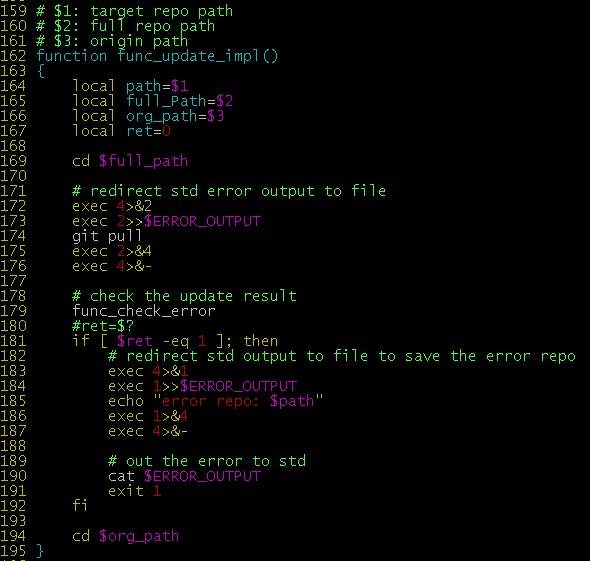 159 # $1: target repo path
160 # $2: full repo path
161 # $3: origin path
162 function func_update_impl()
163 {
164     local path=$1
165     local full_Path=$2
166     local org_path=$3
167     local ret=0
168
169     cd $full_path
170
171     # redirect std error output to file
172     exec 4>&2
173     exec 2>>$ERROR_OUTPUT
174     git pull
175     exec 2>&4
176     exec 4>&-
177
178     # check the update result
179     func_check_error
180     #ret=$?
181     if [ $ret -eq 1 ]; then
182         # redirect std output to file to save the error repo
183         exec 4>&1
184         exec 1>>$ERROR_OUTPUT
185         echo "error repo: $path"
186         exec 1>&4
187         exec 4>&-
188
189         # out the error to std
190         cat $ERROR_OUTPUT
191         exit 1
192     fi
193
194     cd $org_path
195 }